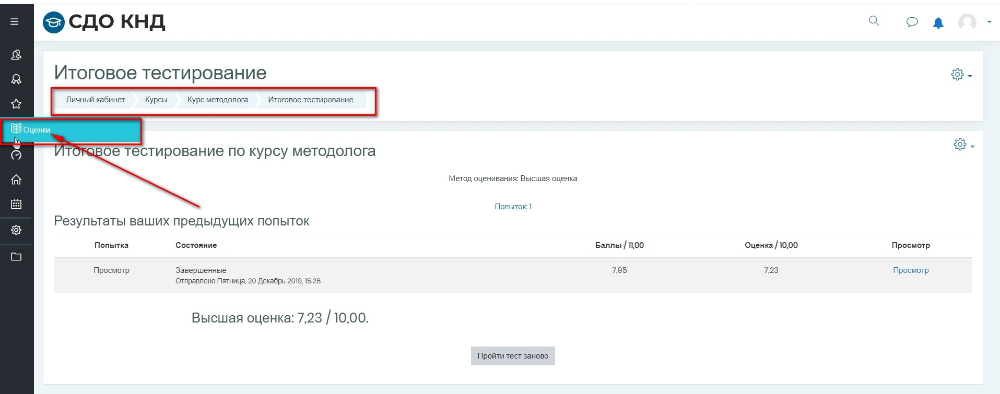 СДО КНД
Итоговое тестирование
Личный кабинет Курсы Курс методолога Итоговое тестирование
Оценки
Итоговое тестирование по курсу методолога
Метод оценивания: Высшая оценка
Попыток: 1
Результаты ваших предыдущих попыток
Попытка Состояние Баллы / 11,00 Оценка / 10,00 Просмотр
Просмотр Завершенные 7,95 7,23 Просмотр
Отправлено Пятница, 20 Декабрь 2019, 15:26
Высшая оценка: 7,23 / 10,00.
Пройти тест заново